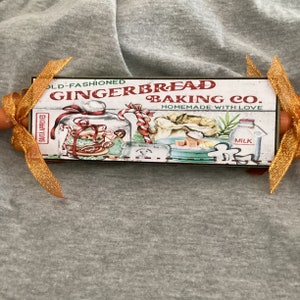 OLD-FASHIONED
GINGERBREAD
BAKING CO.
HOMEMADE WITH LOVE
MILK